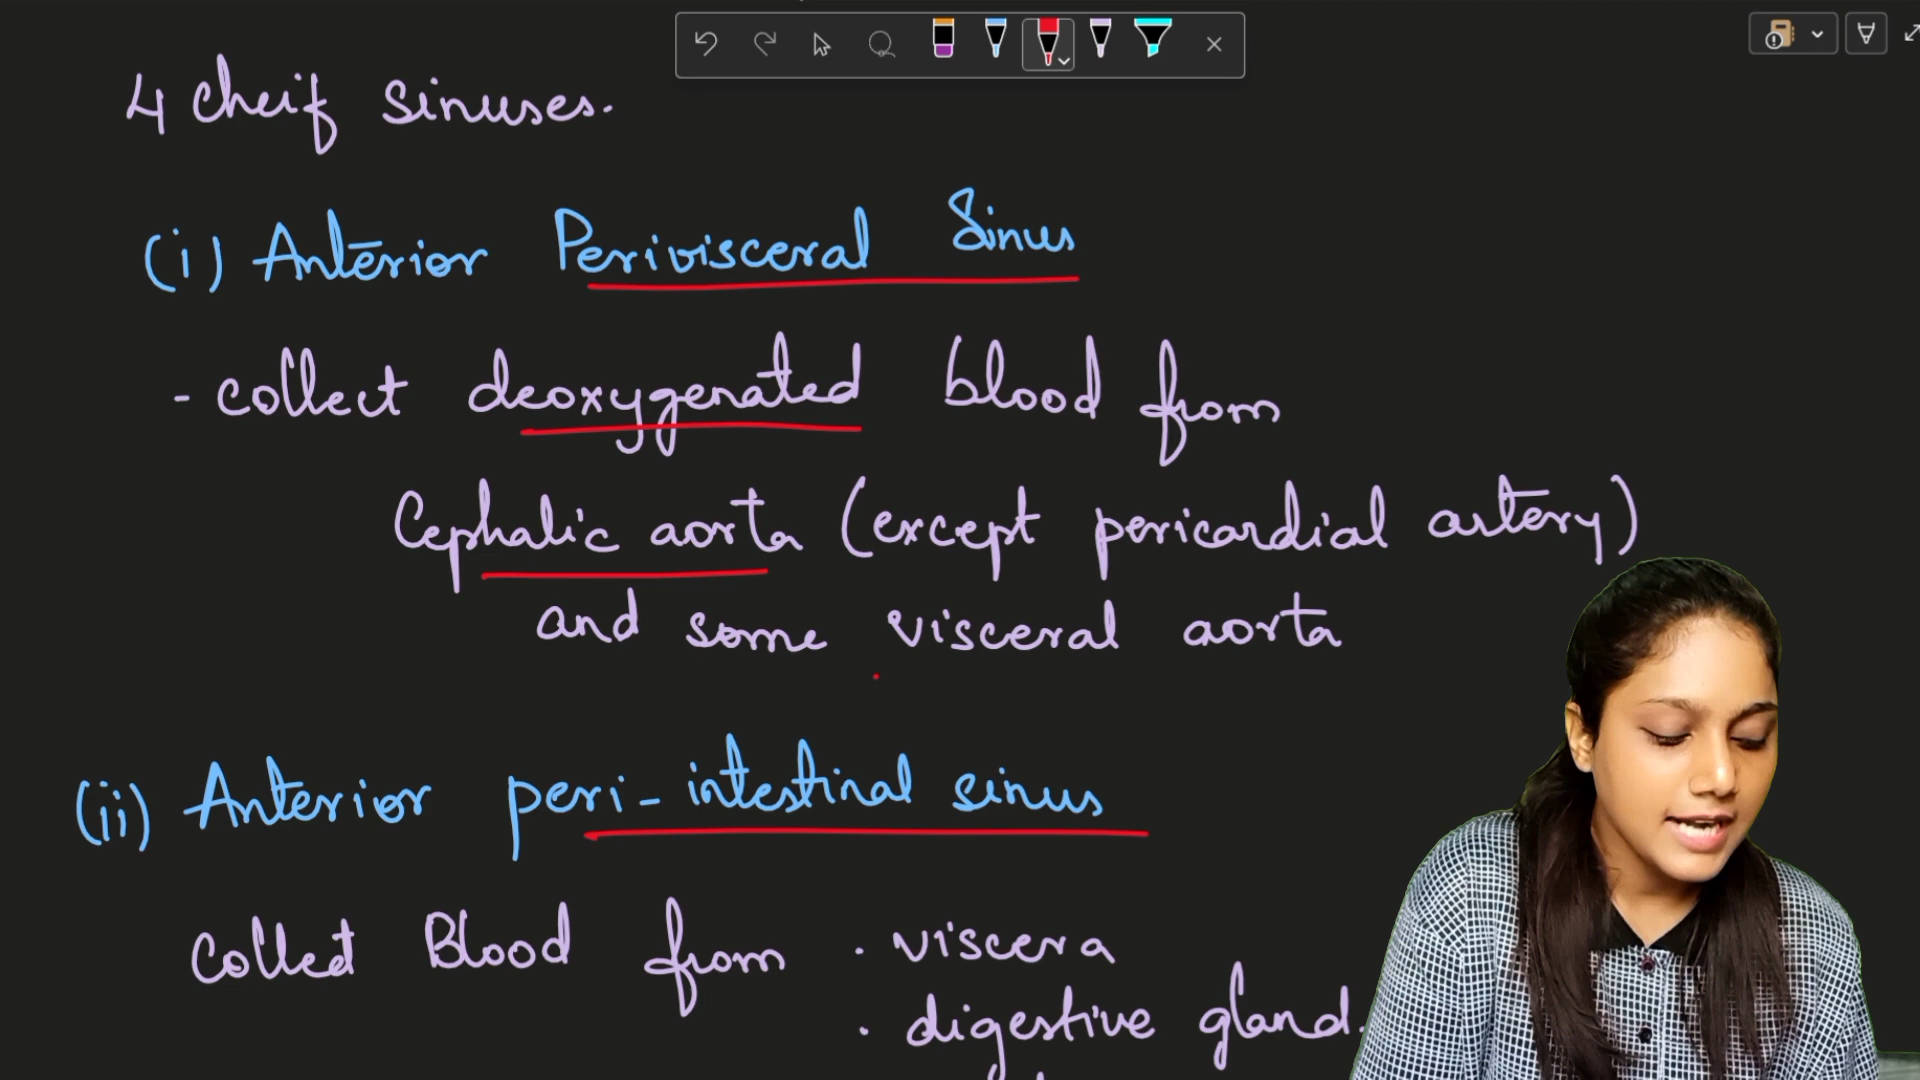 4 cheif sinuses.
(i) Anterior Perivisceral Sinus
- collect deoxygenated blood from
Cephalic aorta (except pericardial artery)
and some visceral aorta
(ii) Anterior peri-intestinal sinus
Collect Blood from · viscera
· digestive gland.